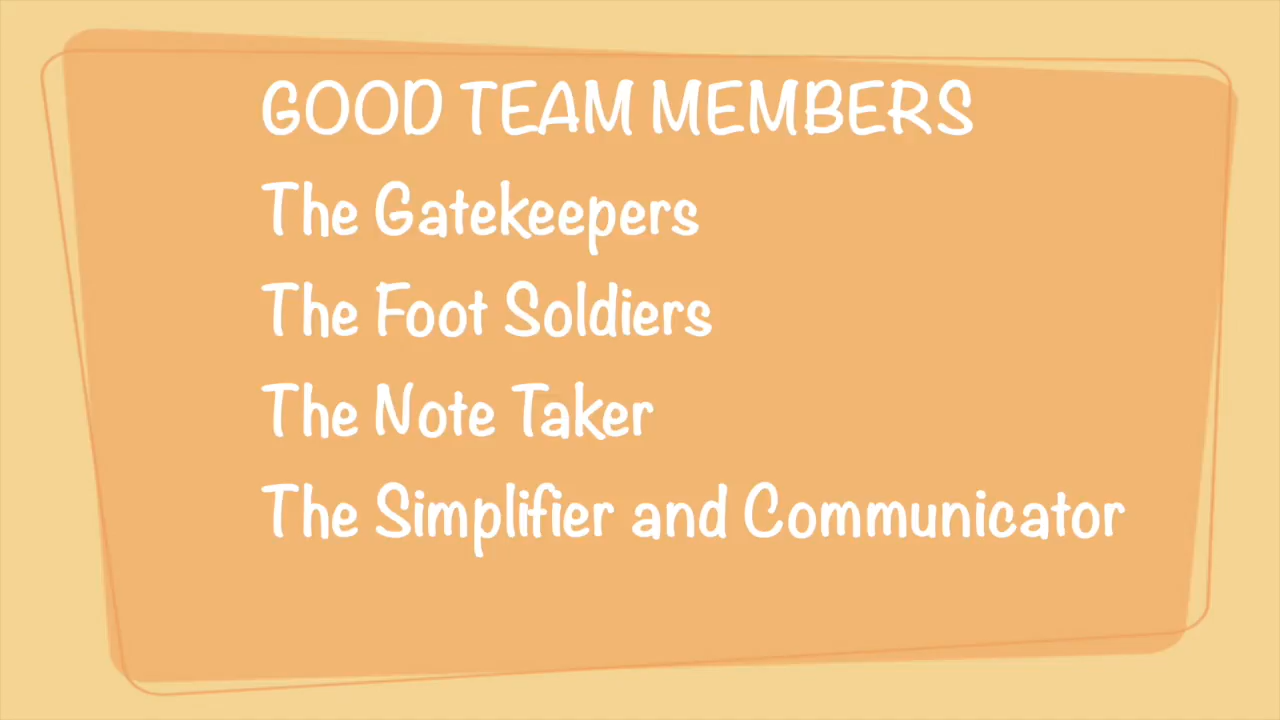 GOOD TEAM MEMBERS
The Gatekeepers
The Foot Soldiers
The Note Taker
The Simplifier and Communicator